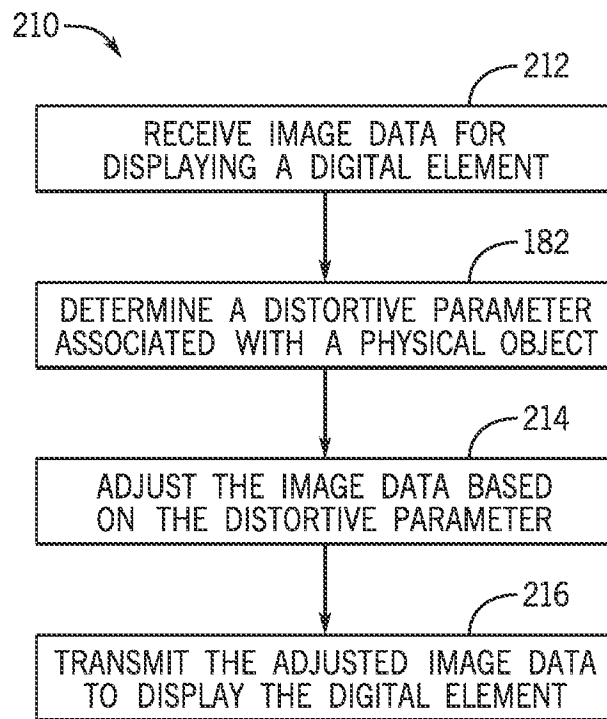 210
212
RECEIVE IMAGE DATA FOR
DISPLAYING A DIGITAL ELEMENT
182
DETERMINE A DISTORTIVE PARAMETER
ASSOCIATED WITH A PHYSICAL OBJECT
214
ADJUST THE IMAGE DATA BASED
ON THE DISTORTIVE PARAMETER
216
TRANSMIT THE ADJUSTED IMAGE DATA
TO DISPLAY THE DIGITAL ELEMENT